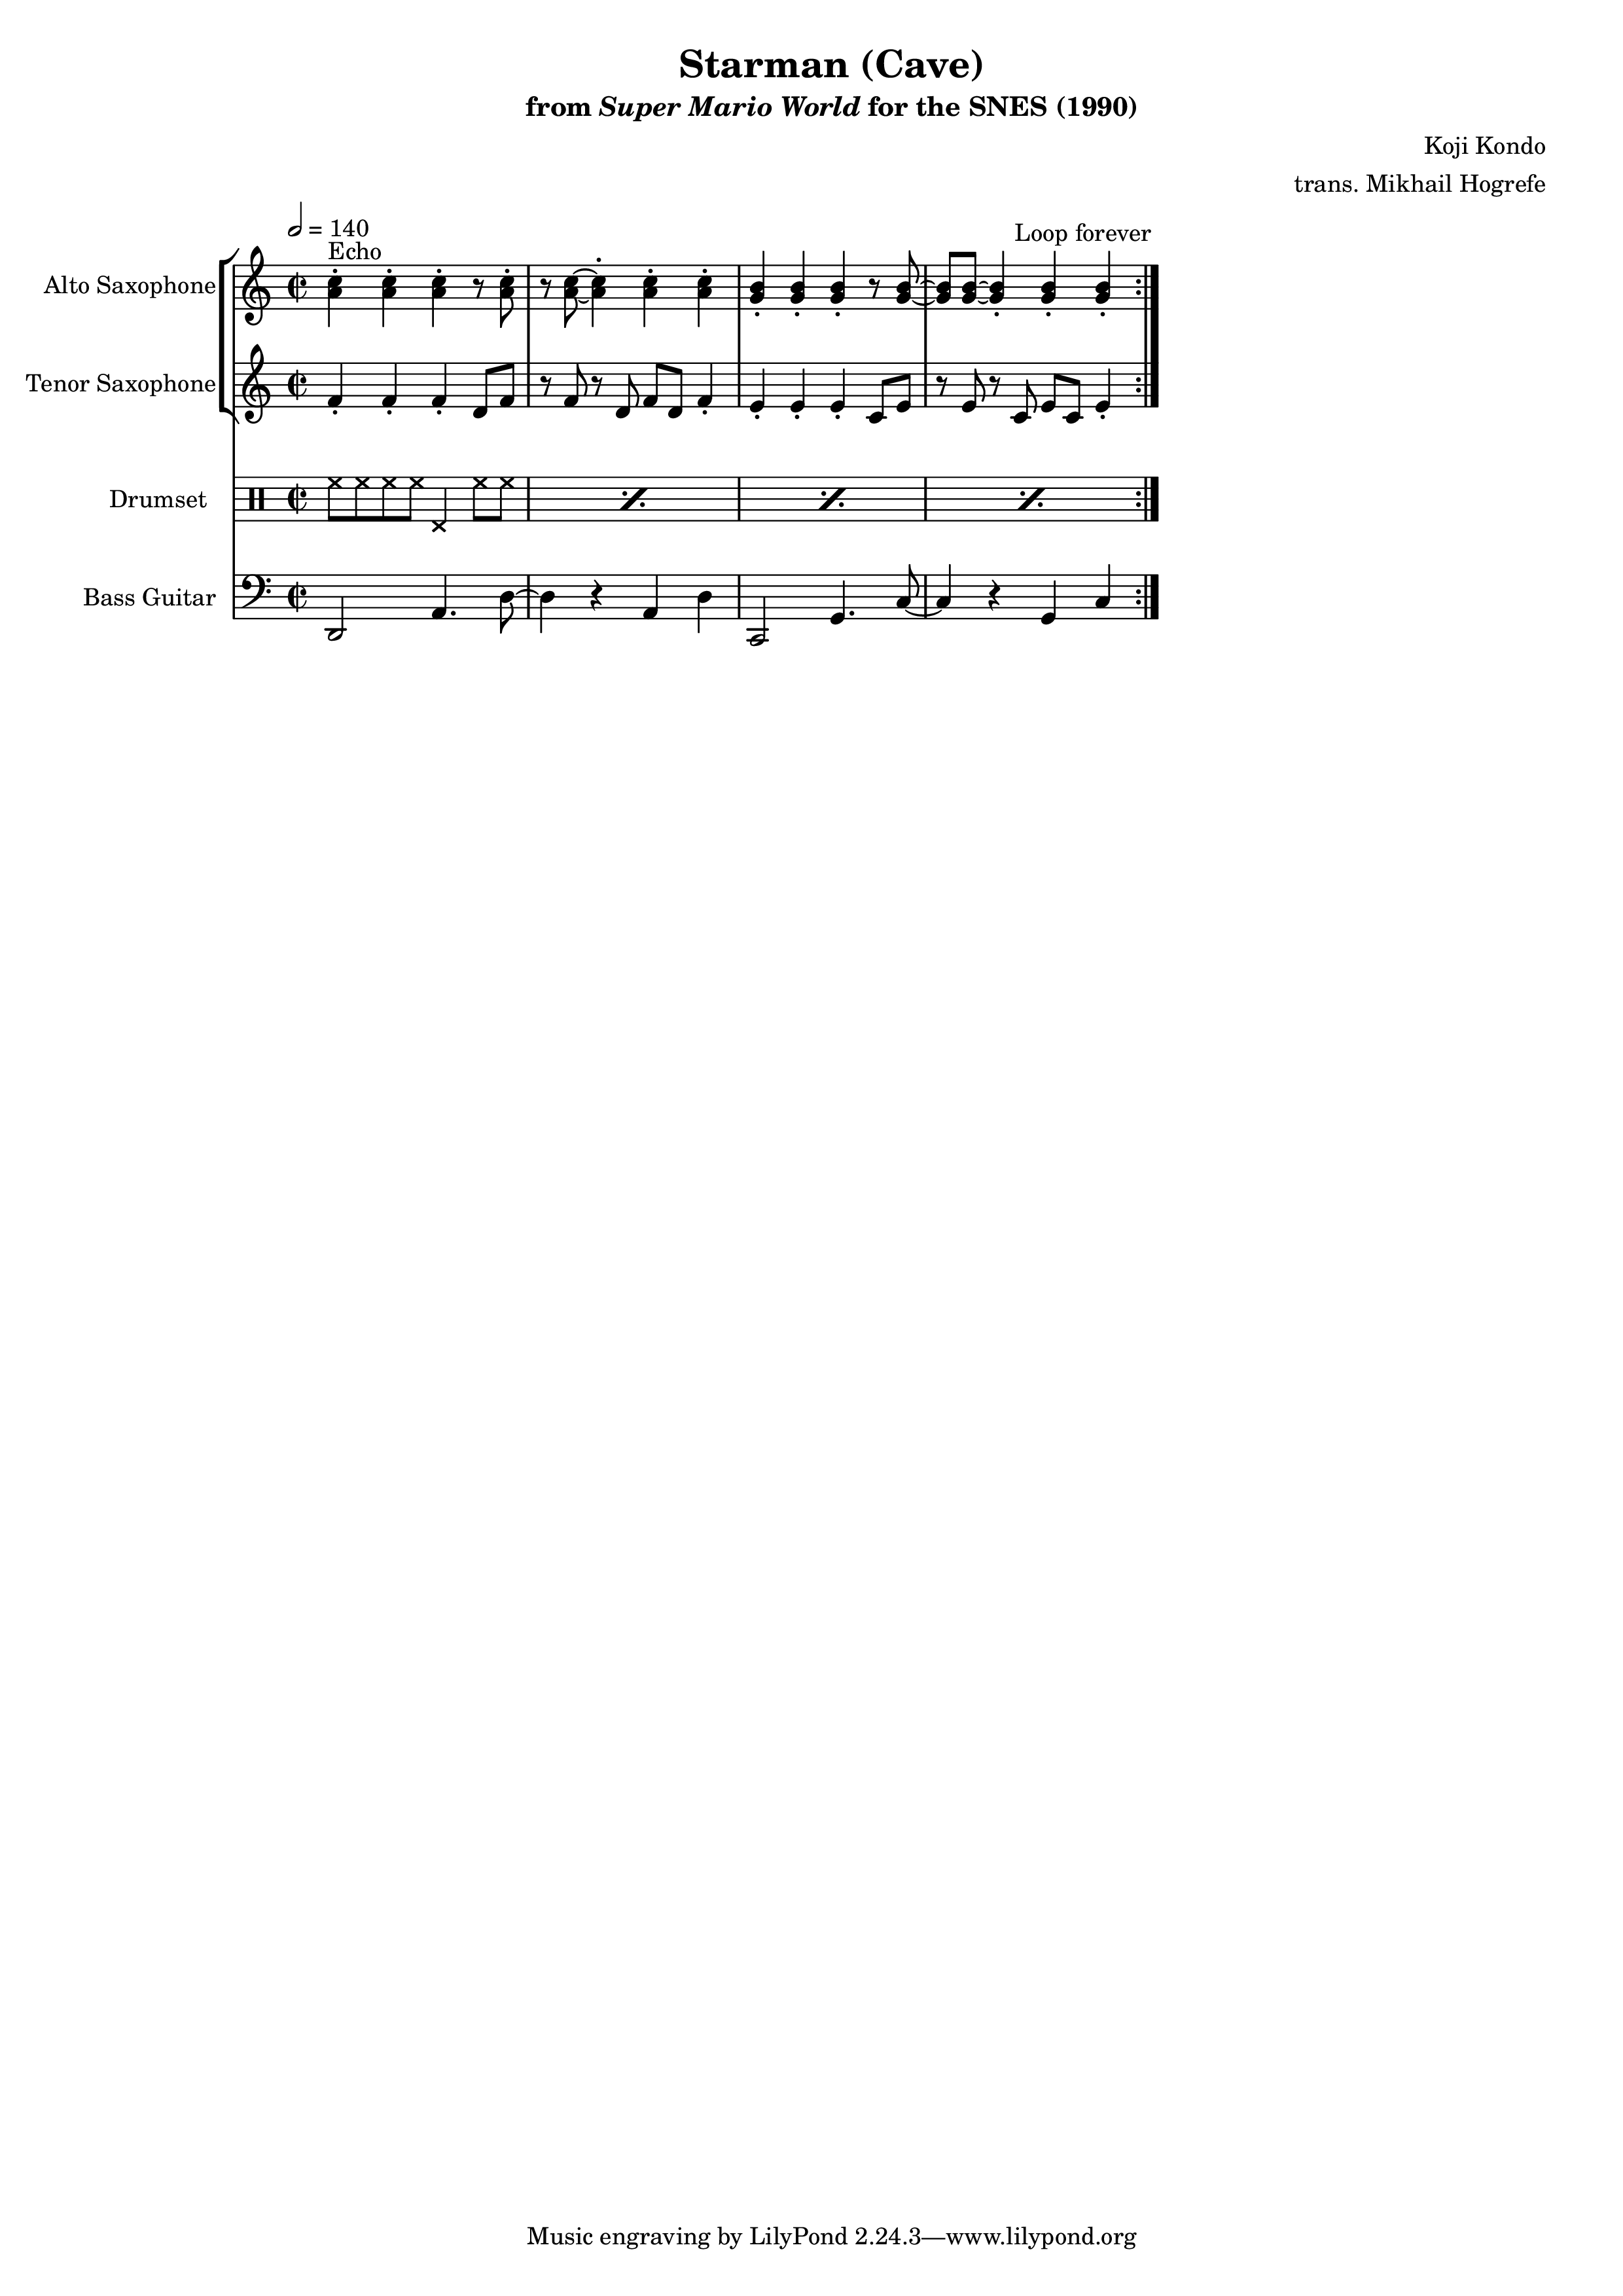 Starman (Cave)
from Super Mario World for the SNES (1990)
Koji Kondo
trans. Mikhail Hogrefe
= 140
Echo
Loop forever
Alto Saxophone
Tenor Saxophone
Drumset
Bass Guitar
Music engraving by LilyPond 2.24.3—www.lilypond.org